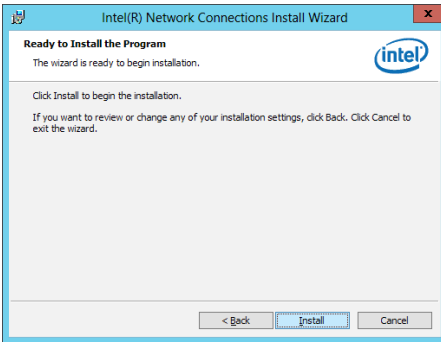 Intel(R) Network Connections Install Wizard
x
Ready to Install the Program
The wizard is ready to begin installation.
intel
Click Install to begin the installation.
If you want to review or change any of your installation settings, click Back. Click Cancel to
exit the wizard.
< Back
Install
Cancel